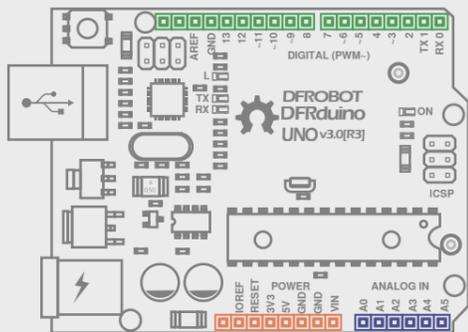 AREF
GND
13
12
~11
~10
~9
8
7
~6
~5
4
~3
2
TX 1
RX 0
DIGITAL (PWM~)
L
TX
RX
DFROBOT
DFRduino
UNO v3.0[R3]
ON
ICSP
POWER
ANALOG IN
IOREF
RESET
3V3
5V
GND
GND
VIN
A0
A1
A2
A3
A4
A5